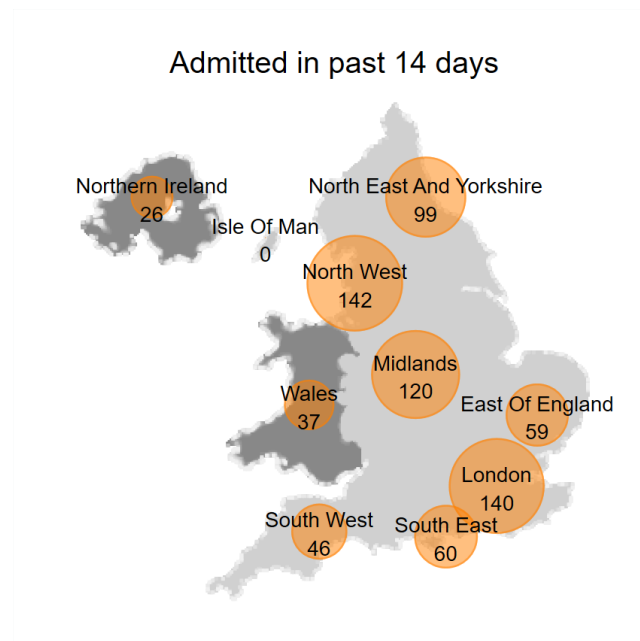 Admitted in past 14 days
Northern Ireland
26
North East And Yorkshire
99
Isle Of Man
0
North West
142
Midlands
120
Wales
37
East Of England
59
London
140
South West
46
South East
60